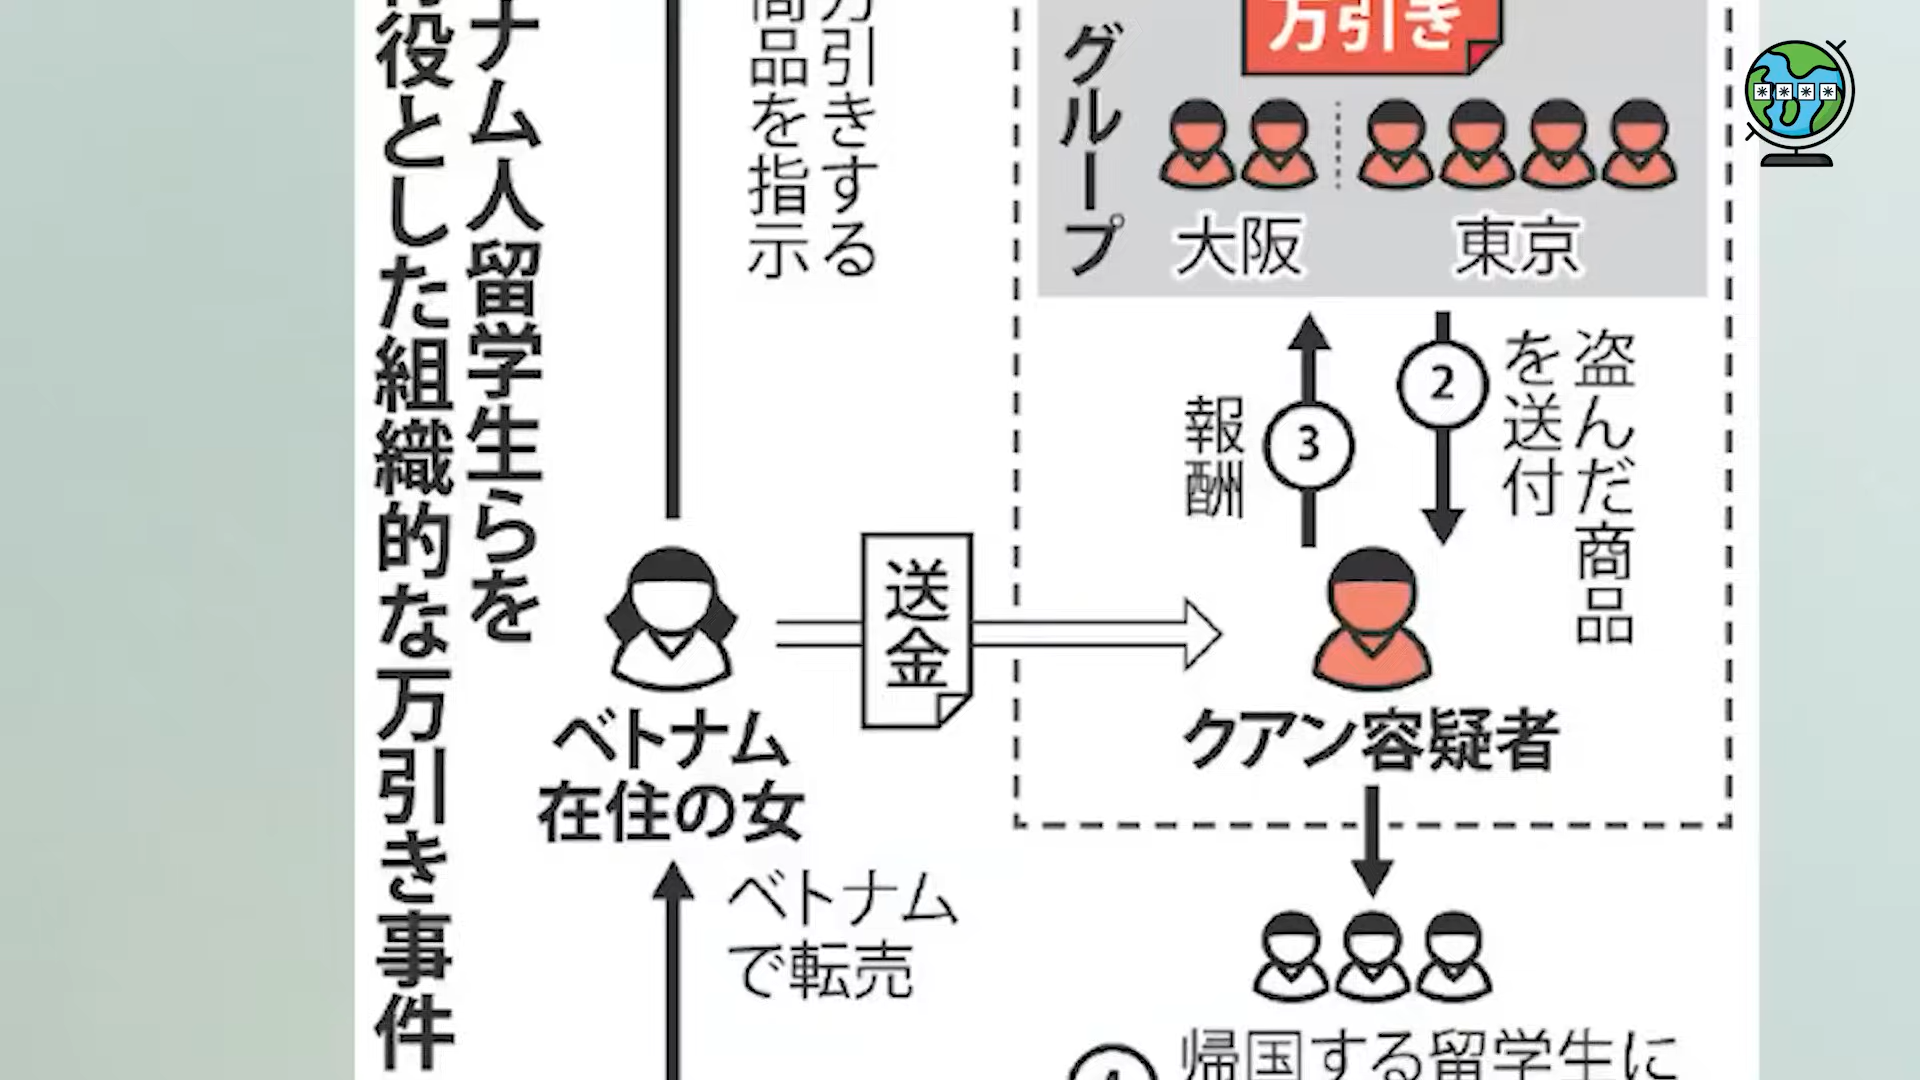 ナム人留学生らを
行役とした組織的な万引き事件
万引きする
商品を指示
グループ
万引き
大阪
東京
盗んだ商品
を送付
2
3
報酬
送金
ベトナム
在住の女
クアン容疑者
ベトナム
で転売
4
帰国する留学生に
****